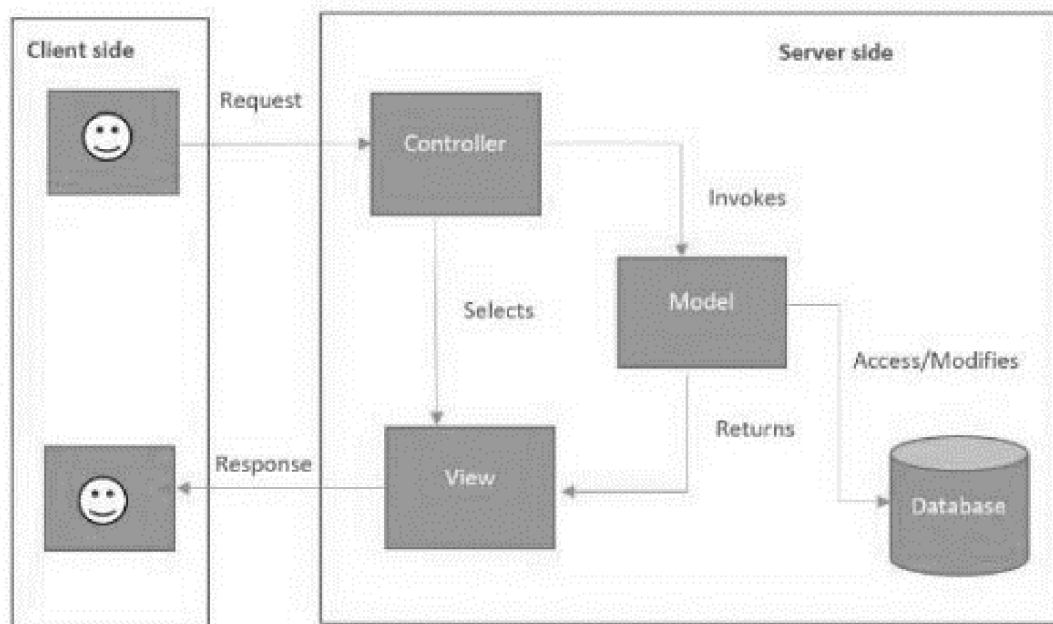 Client side
Server side
Request
Controller
Invokes
Selects
Model
Access/Modifies
Returns
Response
View
Database